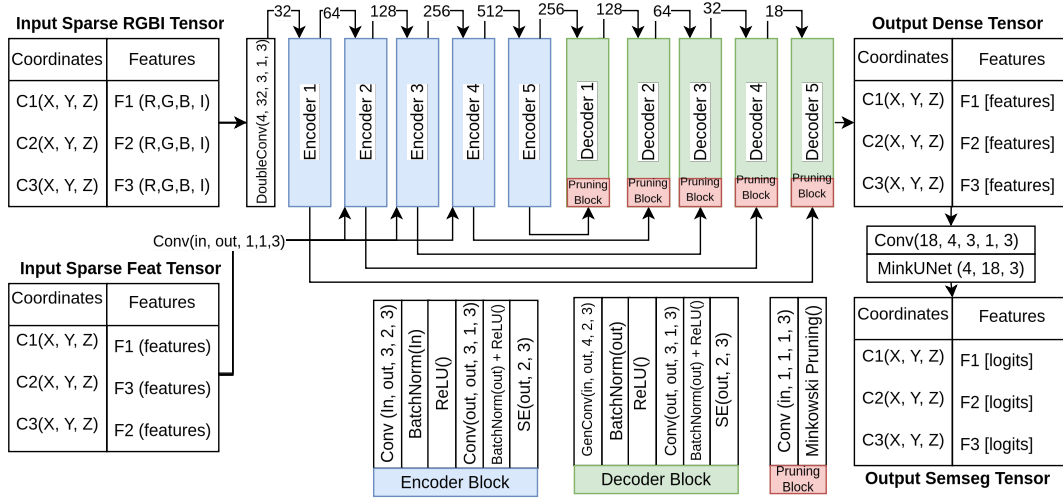 Input Sparse RGBI Tensor
Coordinates
Features
C1(X, Y, Z)
F1 (R,G,B, I)
C2(X, Y, Z)
F2 (R,G,B, I)
C3(X, Y, Z)
F3 (R,G,B, I)
32
64
128
256
512
256
128
64
32
18
DoubleConv(4, 32, 3, 1, 3)
Encoder 1
Encoder 2
Encoder 3
Encoder 4
Encoder 5
Decoder 1
Pruning
Block
Decoder 2
Pruning
Block
Decoder 3
Pruning
Block
Decoder 4
Pruning
Block
Decoder 5
Pruning
Block
Output Dense Tensor
Coordinates
Features
C1(X, Y, Z)
F1 [features]
C2(X, Y, Z)
F2 [features]
C3(X, Y, Z)
F3 [features]
Conv(in, out, 1,1,3)
Conv(18, 4, 3, 1, 3)
MinkUNet (4, 18, 3)
Input Sparse Feat Tensor
Coordinates
Features
C1(X, Y, Z)
F1 (features)
C2(X, Y, Z)
F3 (features)
C3(X, Y, Z)
F2 (features)
Conv (In, out, 3, 2, 3)
BatchNorm(In)
ReLU()
Conv(out, out, 3, 1, 3)
BatchNorm(out) + ReLU()
SE(out, 2, 3)
Encoder Block
GenConv(in, out, 4, 2, 3)
BatchNorm(out)
ReLU()
Conv(out, out, 3, 1, 3)
BatchNorm(out) + ReLU()
SE(out, 2, 3)
Decoder Block
Conv (in, 1, 1, 1, 3)
Minkowski Pruning()
Pruning
Block
Coordinates
Features
C1(X, Y, Z)
F1 [logits]
C2(X, Y, Z)
F2 [logits]
C3(X, Y, Z)
F3 [logits]
Output Semseg Tensor